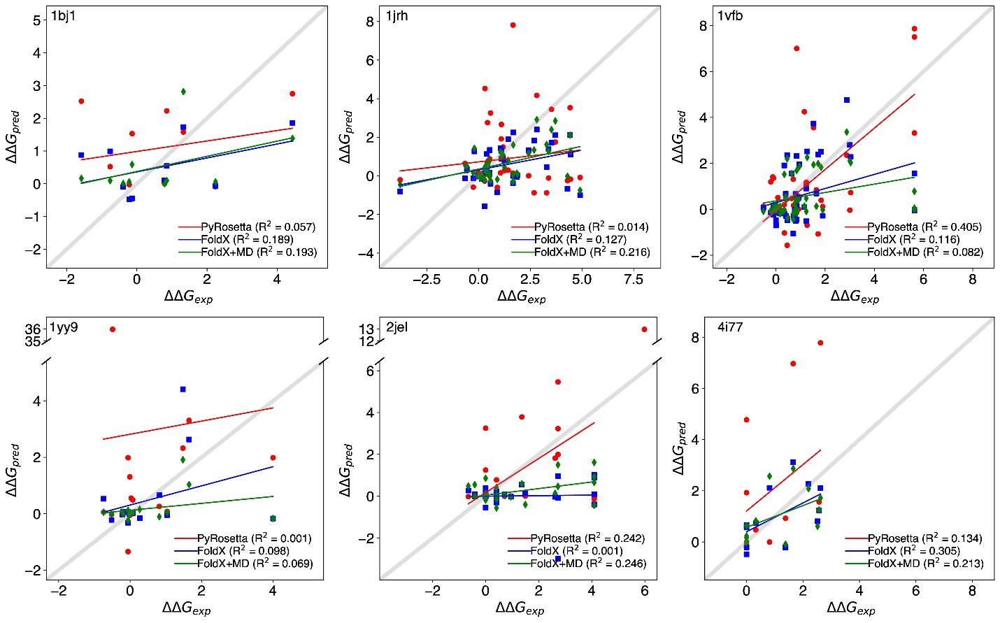 1bj1
5
4
3
2
1
0
−1
−2
ΔΔG_pred
PyRosetta (R² = 0.057)
FoldX (R² = 0.189)
FoldX+MD (R² = 0.193)
−2 0 2 4
ΔΔG_exp
1jrh
8
6
4
2
0
−2
−4
ΔΔG_pred
PyRosetta (R² = 0.014)
FoldX (R² = 0.127)
FoldX+MD (R² = 0.216)
−2.5 0.0 2.5 5.0 7.5
ΔΔG_exp
1vfb
8
6
4
2
0
−2
ΔΔG_pred
PyRosetta (R² = 0.405)
FoldX (R² = 0.116)
FoldX+MD (R² = 0.082)
−2 0 2 4 6 8
ΔΔG_exp
1yy9
36
35
4
2
0
−2
ΔΔG_pred
PyRosetta (R² = 0.001)
FoldX (R² = 0.098)
FoldX+MD (R² = 0.069)
−2 0 2 4
ΔΔG_exp
2jel
13
12
6
4
2
0
−2
ΔΔG_pred
PyRosetta (R² = 0.242)
FoldX (R² = 0.001)
FoldX+MD (R² = 0.246)
−2 0 2 4 6
ΔΔG_exp
4i77
8
6
4
2
0
ΔΔG_pred
PyRosetta (R² = 0.134)
FoldX (R² = 0.305)
FoldX+MD (R² = 0.213)
0 2 4 6 8
ΔΔG_exp